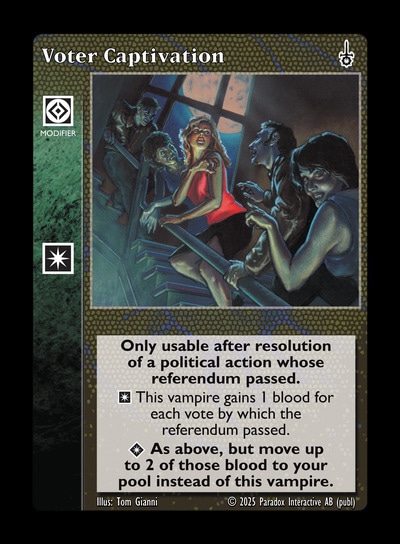 Voter Captivation
MODIFIER
Only usable after resolution
of a political action whose
referendum passed.
This vampire gains 1 blood for
each vote by which the
referendum passed.
As above, but move up
to 2 of those blood to your
pool instead of this vampire.
Illus: Tom Gianni © 2025 Paradox Interactive AB (publ)